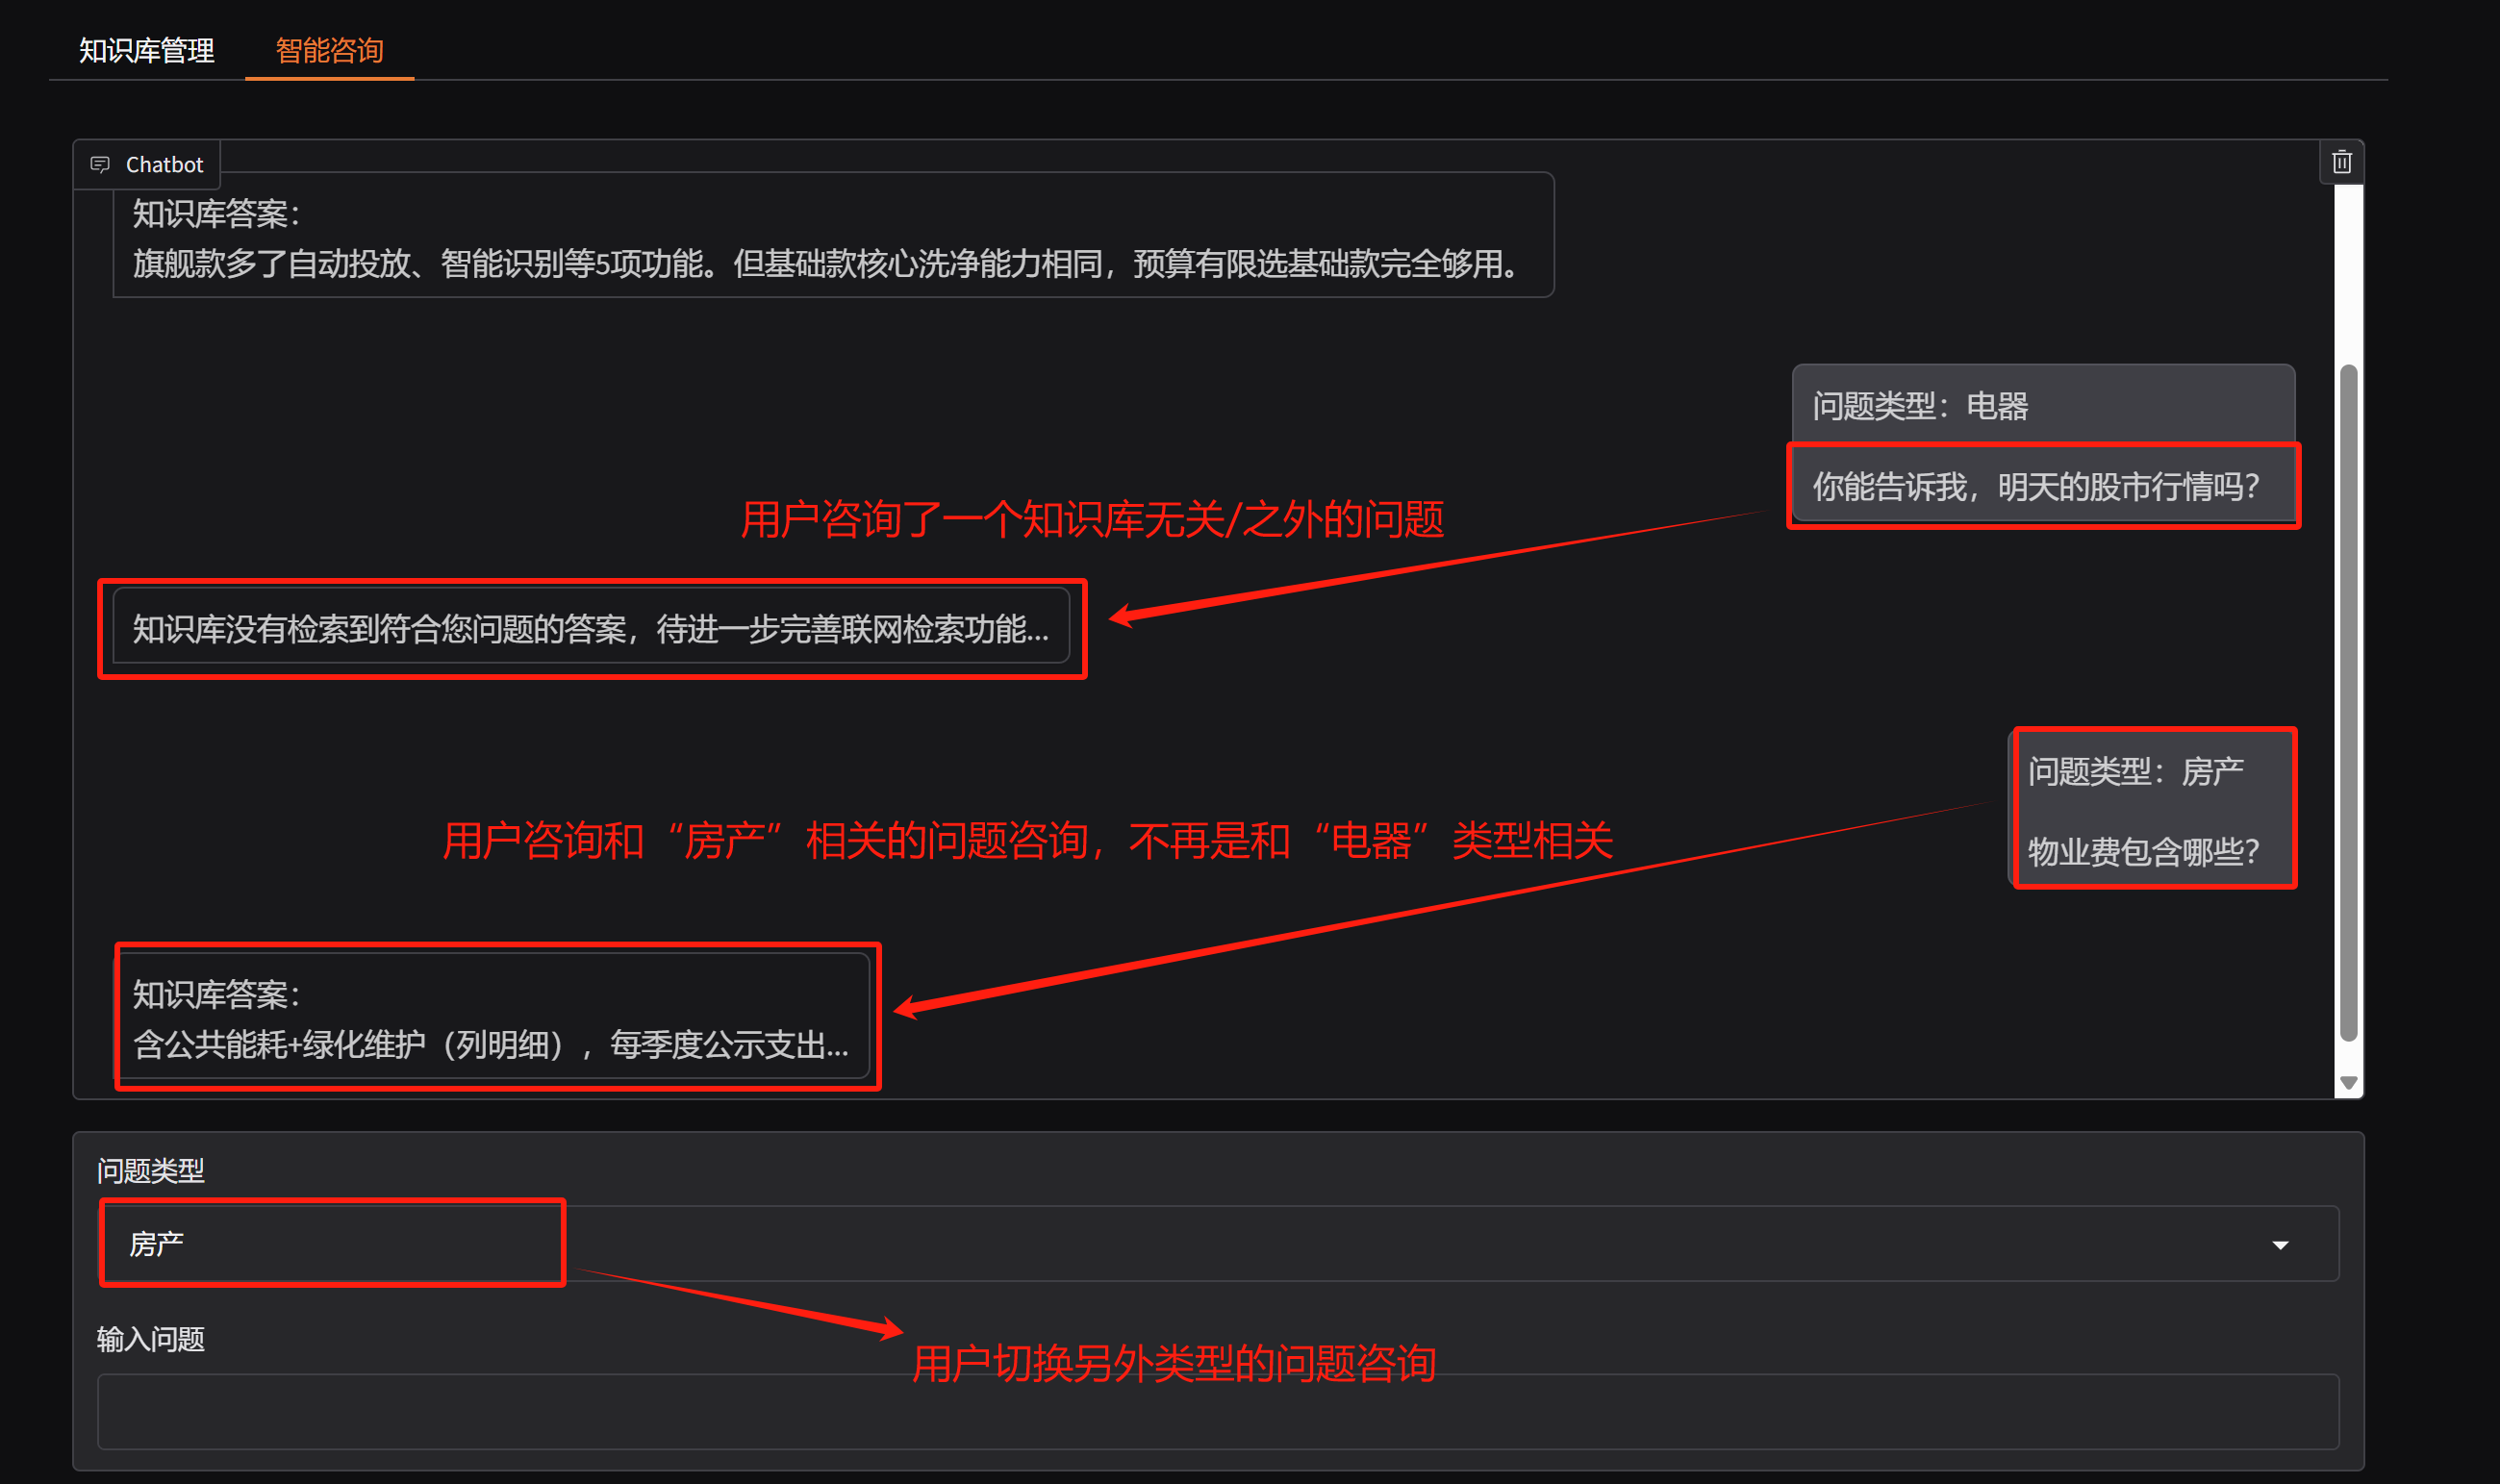 知识库管理
智能咨询
Chatbot
知识库答案：
旗舰款多了自动投放、智能识别等5项功能。但基础款核心洗净能力相同，预算有限选基础款完全够用。
问题类型：电器
你能告诉我，明天的股市行情吗？
用户咨询了一个知识库无关/之外的问题
知识库没有检索到符合您问题的答案，待进一步完善联网检索功能...
问题类型：房产
物业费包含哪些？
用户咨询和“房产”相关的问题咨询，不再是和“电器”类型相关
知识库答案：
含公共能耗+绿化维护（列明细），每季度公示支出...
问题类型
房产
输入问题
用户切换另外类型的问题咨询